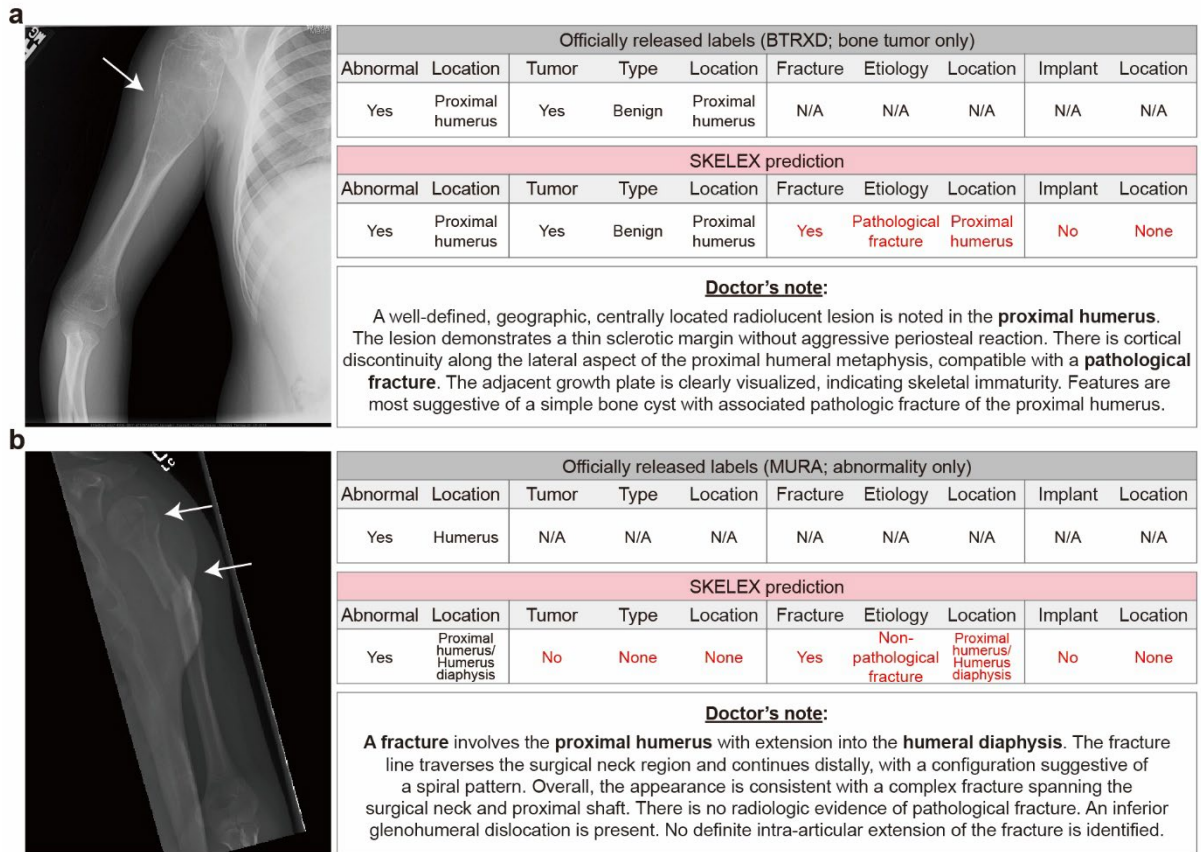 a
Officially released labels (BTRXD; bone tumor only)
Abnormal Location Tumor Type Location Fracture Etiology Location Implant Location
Yes Proximal humerus Yes Benign Proximal humerus N/A N/A N/A N/A N/A
SKELEX prediction
Abnormal Location Tumor Type Location Fracture Etiology Location Implant Location
Yes Proximal humerus Yes Benign Proximal humerus Yes Pathological fracture Proximal humerus No None
Doctor's note:
A well-defined, geographic, centrally located radiolucent lesion is noted in the proximal humerus.
The lesion demonstrates a thin sclerotic margin without aggressive periosteal reaction. There is cortical
discontinuity along the lateral aspect of the proximal humeral metaphysis, compatible with a pathological
fracture. The adjacent growth plate is clearly visualized, indicating skeletal immaturity. Features are
most suggestive of a simple bone cyst with associated pathologic fracture of the proximal humerus.
b
Officially released labels (MURA; abnormality only)
Abnormal Location Tumor Type Location Fracture Etiology Location Implant Location
Yes Humerus N/A N/A N/A N/A N/A N/A N/A N/A
SKELEX prediction
Abnormal Location Tumor Type Location Fracture Etiology Location Implant Location
Yes Proximal humerus/ Humerus diaphysis No None None Yes Non-pathological fracture Proximal humerus/ Humerus diaphysis No None
Doctor's note:
A fracture involves the proximal humerus with extension into the humeral diaphysis. The fracture
line traverses the surgical neck region and continues distally, with a configuration suggestive of
a spiral pattern. Overall, the appearance is consistent with a complex fracture spanning the
surgical neck and proximal shaft. There is no radiologic evidence of pathological fracture. An inferior
glenohumeral dislocation is present. No definite intra-articular extension of the fracture is identified.